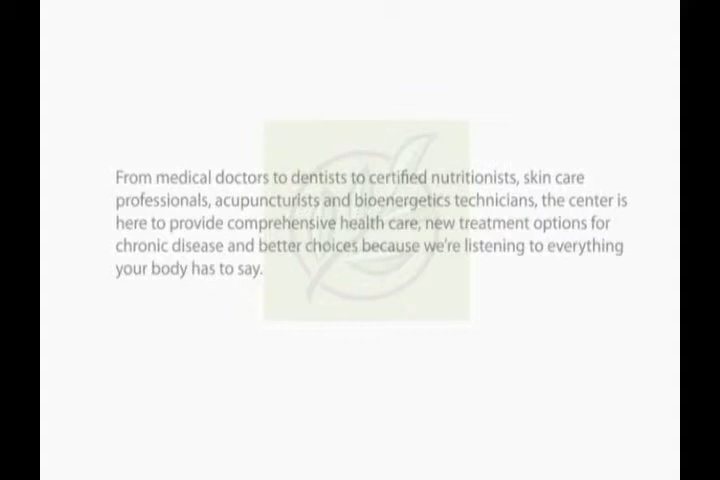 From medical doctors to dentists to certified nutritionists, skin care
professionals, acupuncturists and bioenergetics technicians, the center is
here to provide comprehensive health care, new treatment options for
chronic disease and better choices because we're listening to everything
your body has to say.